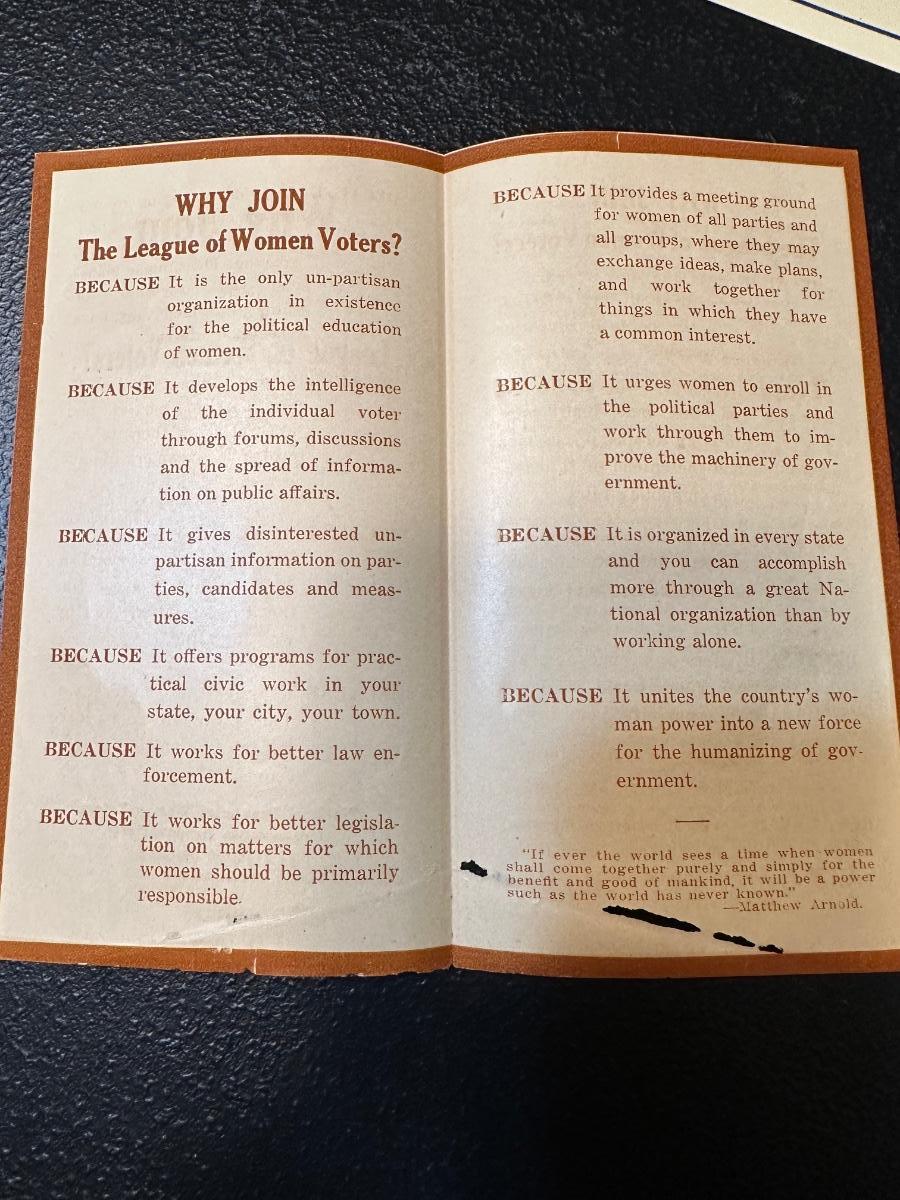 WHY JOIN
The League of Women Voters?
BECAUSE It is the only un-partisan
organization in existence
for the political education
of women.
BECAUSE It develops the intelligence
of the individual voter
through forums, discussions
and the spread of informa-
tion on public affairs.
BECAUSE It gives disinterested un-
partisan information on par-
ties, candidates and meas-
ures.
BECAUSE It offers programs for prac-
tical civic work in your
state, your city, your town.
BECAUSE It works for better law en-
forcement.
BECAUSE It works for better legisla-
tion on matters for which
women should be primarily
responsible.
BECAUSE It provides a meeting ground
for women of all parties and
all groups, where they may
exchange ideas, make plans,
and work together for
things in which they have
a common interest.
BECAUSE It urges women to enroll in
the political parties and
work through them to im-
prove the machinery of gov-
ernment.
BECAUSE It is organized in every state
and you can accomplish
more through a great Na-
tional organization than by
working alone.
BECAUSE It unites the country's wo-
man power into a new force
for the humanizing of gov-
ernment.
"If ever the world sees a time when women
shall come together purely and simply for the
benefit and good of mankind, it will be a power
such as the world has never known."
—Matthew Arnold.